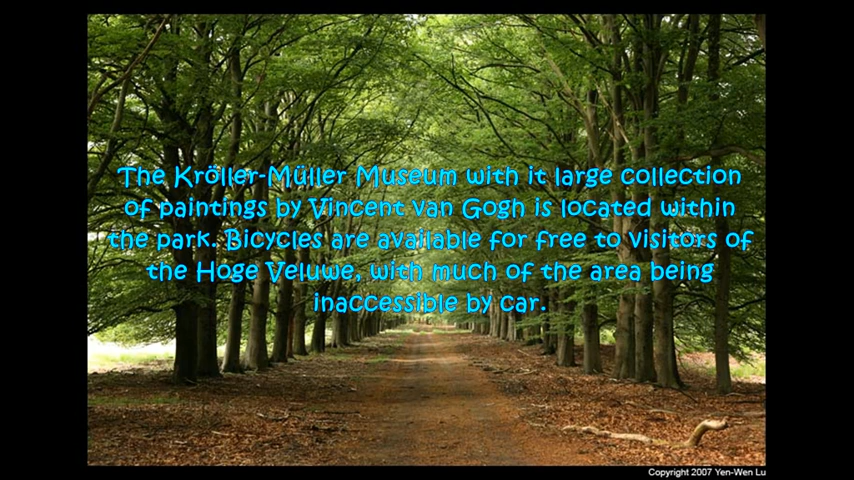 The Kröller-Müller Museum with it large collection
of paintings by Vincent van Gogh is located within
the park. Bicycles are available for free to visitors of
the Hoge Veluwe, with much of the area being
inaccessible by car.
Copyright 2007 Yen-Wen Lu